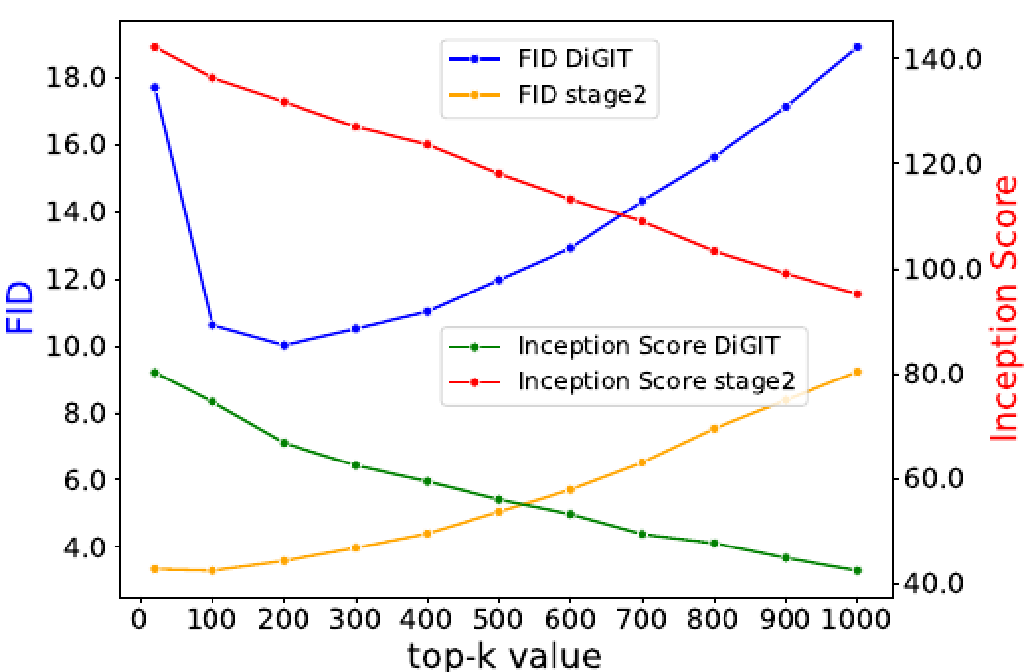 FID DiGIT
FID stage2
Inception Score DiGIT
Inception Score stage2
FID
18.0
16.0
14.0
12.0
10.0
8.0
6.0
4.0
140.0
120.0
100.0
80.0
60.0
40.0
Inception Score
0 100 200 300 400 500 600 700 800 900 1000
top-k value